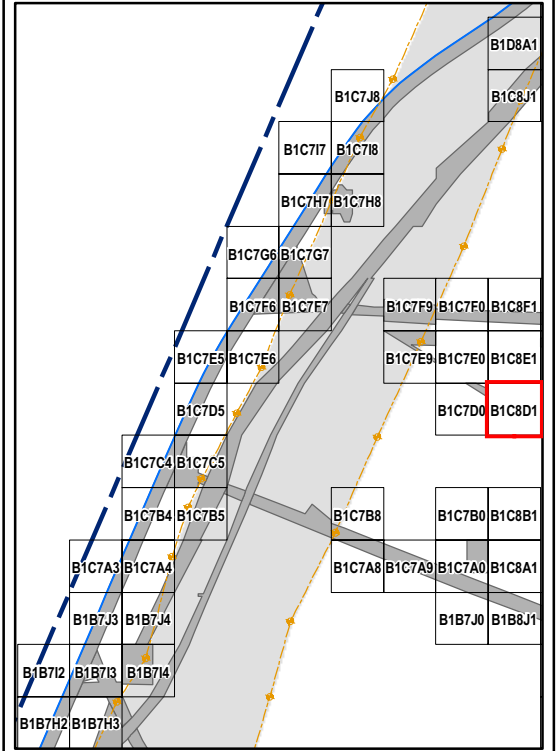 B1D8A1
B1C7J8 B1C8J1
B1C7I7 B1C7I8
B1C7H7 B1C7H8
B1C7G6 B1C7G7
B1C7F6 B1C7F7 B1C7F9 B1C7F0 B1C8F1
B1C7E5 B1C7E6 B1C7E9 B1C7E0 B1C8E1
B1C7D5 B1C7D0 B1C8D1
B1C7C4 B1C7C5
B1C7B4 B1C7B5 B1C7B8 B1C7B0 B1C8B1
B1C7A3 B1C7A4 B1C7A8 B1C7A9 B1C7A0 B1C8A1
B1B7J3 B1B7J4 B1B7J0 B1B8J1
B1B7I2 B1B7I3 B1B7I4
B1B7H2 B1B7H3